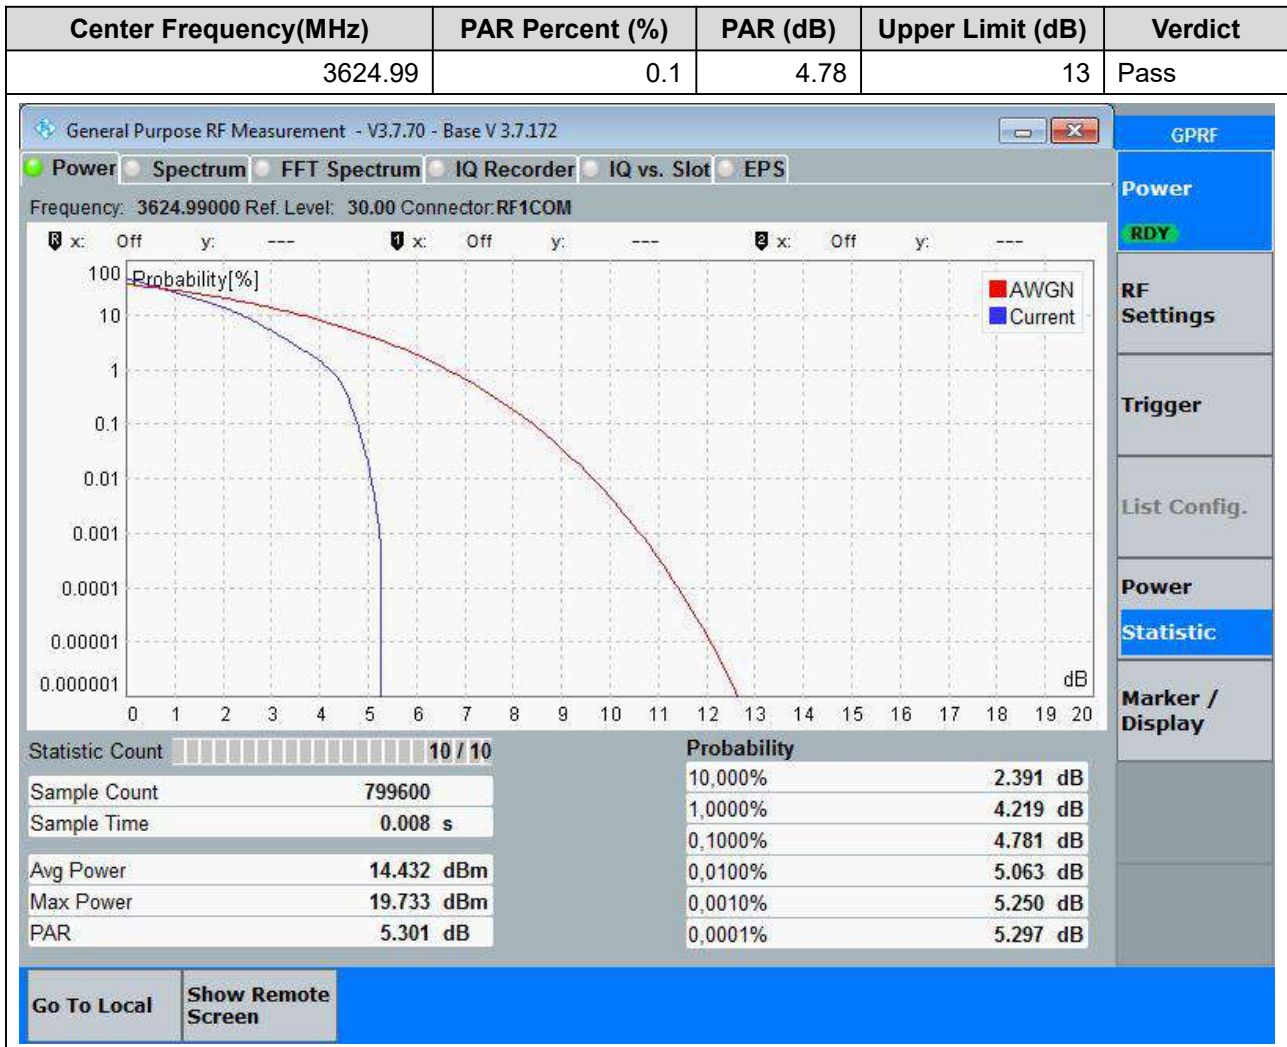 Center Frequency(MHz) PAR Percent (%) PAR (dB) Upper Limit (dB) Verdict
3624.99 0.1 4.78 13 Pass
General Purpose RF Measurement - V3.7.70 - Base V 3.7.172
GPRF
Power Spectrum FFT Spectrum IQ Recorder IQ vs. Slot EPS
Frequency: 3624.99000 Ref. Level: 30.00 Connector:RF1COM
R x: Off y: --- 1 x: Off y: --- 2 x: Off y: ---
Probability[%]
AWGN
Current
100
10
1
0.1
0.01
0.001
0.0001
0.00001
0.000001
dB
0 1 2 3 4 5 6 7 8 9 10 11 12 13 14 15 16 17 18 19 20
Statistic Count 10 / 10
Sample Count 799600
Sample Time 0.008 s
Avg Power 14.432 dBm
Max Power 19.733 dBm
PAR 5.301 dB
Probability
10,000% 2.391 dB
1,0000% 4.219 dB
0,1000% 4.781 dB
0,0100% 5.063 dB
0,0010% 5.250 dB
0,0001% 5.297 dB
Power
RDY
RF
Settings
Trigger
List Config.
Power
Statistic
Marker /
Display
Go To Local
Show Remote
Screen